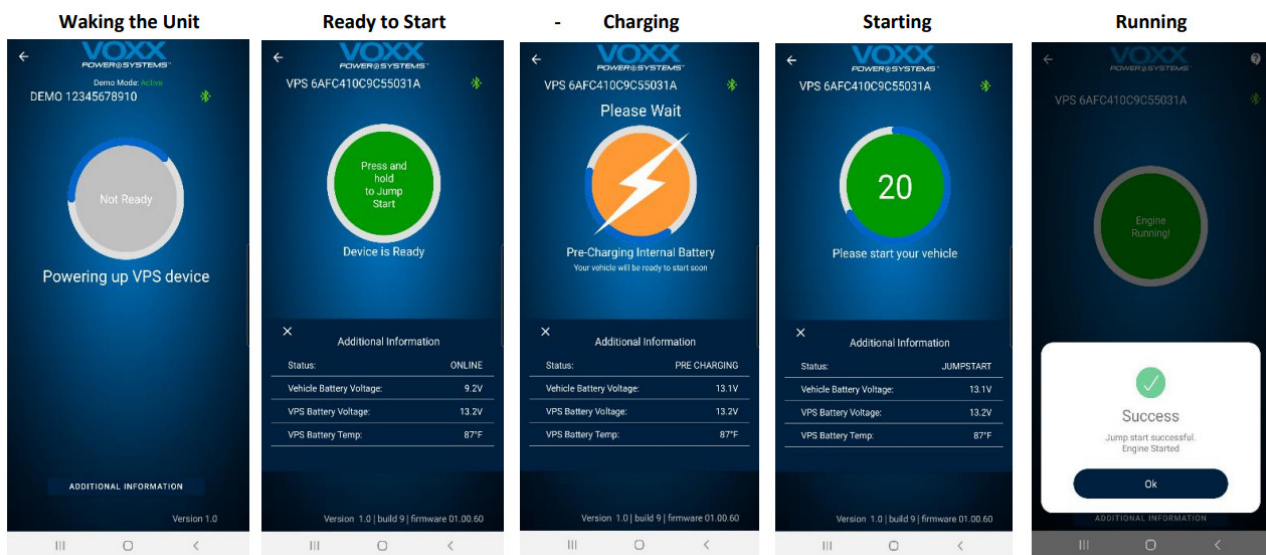 Waking the Unit
VOXX
POWER SYSTEMS™
Demo Mode: Active
DEMO 12345678910
Not Ready
Powering up VPS device
ADDITIONAL INFORMATION
Version 1.0
Ready to Start
VOXX
POWER SYSTEMS™
VPS 6AFC410C9C55031A
Press and
hold
to Jump
Start
Device is Ready
Additional Information
Status: ONLINE
Vehicle Battery Voltage: 9.2V
VPS Battery Voltage: 13.2V
VPS Battery Temp: 87°F
Version 1.0 | build 9 | firmware 01.00.60
- Charging
VOXX
POWER SYSTEMS™
VPS 6AFC410C9C55031A
Please Wait
Pre-Charging Internal Battery
Your vehicle will be ready to start soon
Additional Information
Status: PRE CHARGING
Vehicle Battery Voltage: 13.1V
VPS Battery Voltage: 13.2V
VPS Battery Temp: 87°F
Version 1.0 | build 9 | firmware 01.00.60
Starting
VOXX
POWER SYSTEMS™
VPS 6AFC410C9C55031A
20
Please start your vehicle
Additional Information
Status: JUMPSTART
Vehicle Battery Voltage: 13.1V
VPS Battery Voltage: 13.2V
VPS Battery Temp: 87°F
Version 1.0 | build 9 | firmware 01.00.60
Running
VOXX
POWER SYSTEMS™
VPS 6AFC410C9C55031A
Engine
Running!
Success
Jump start successful.
Engine Started
Ok
ADDITIONAL INFORMATION